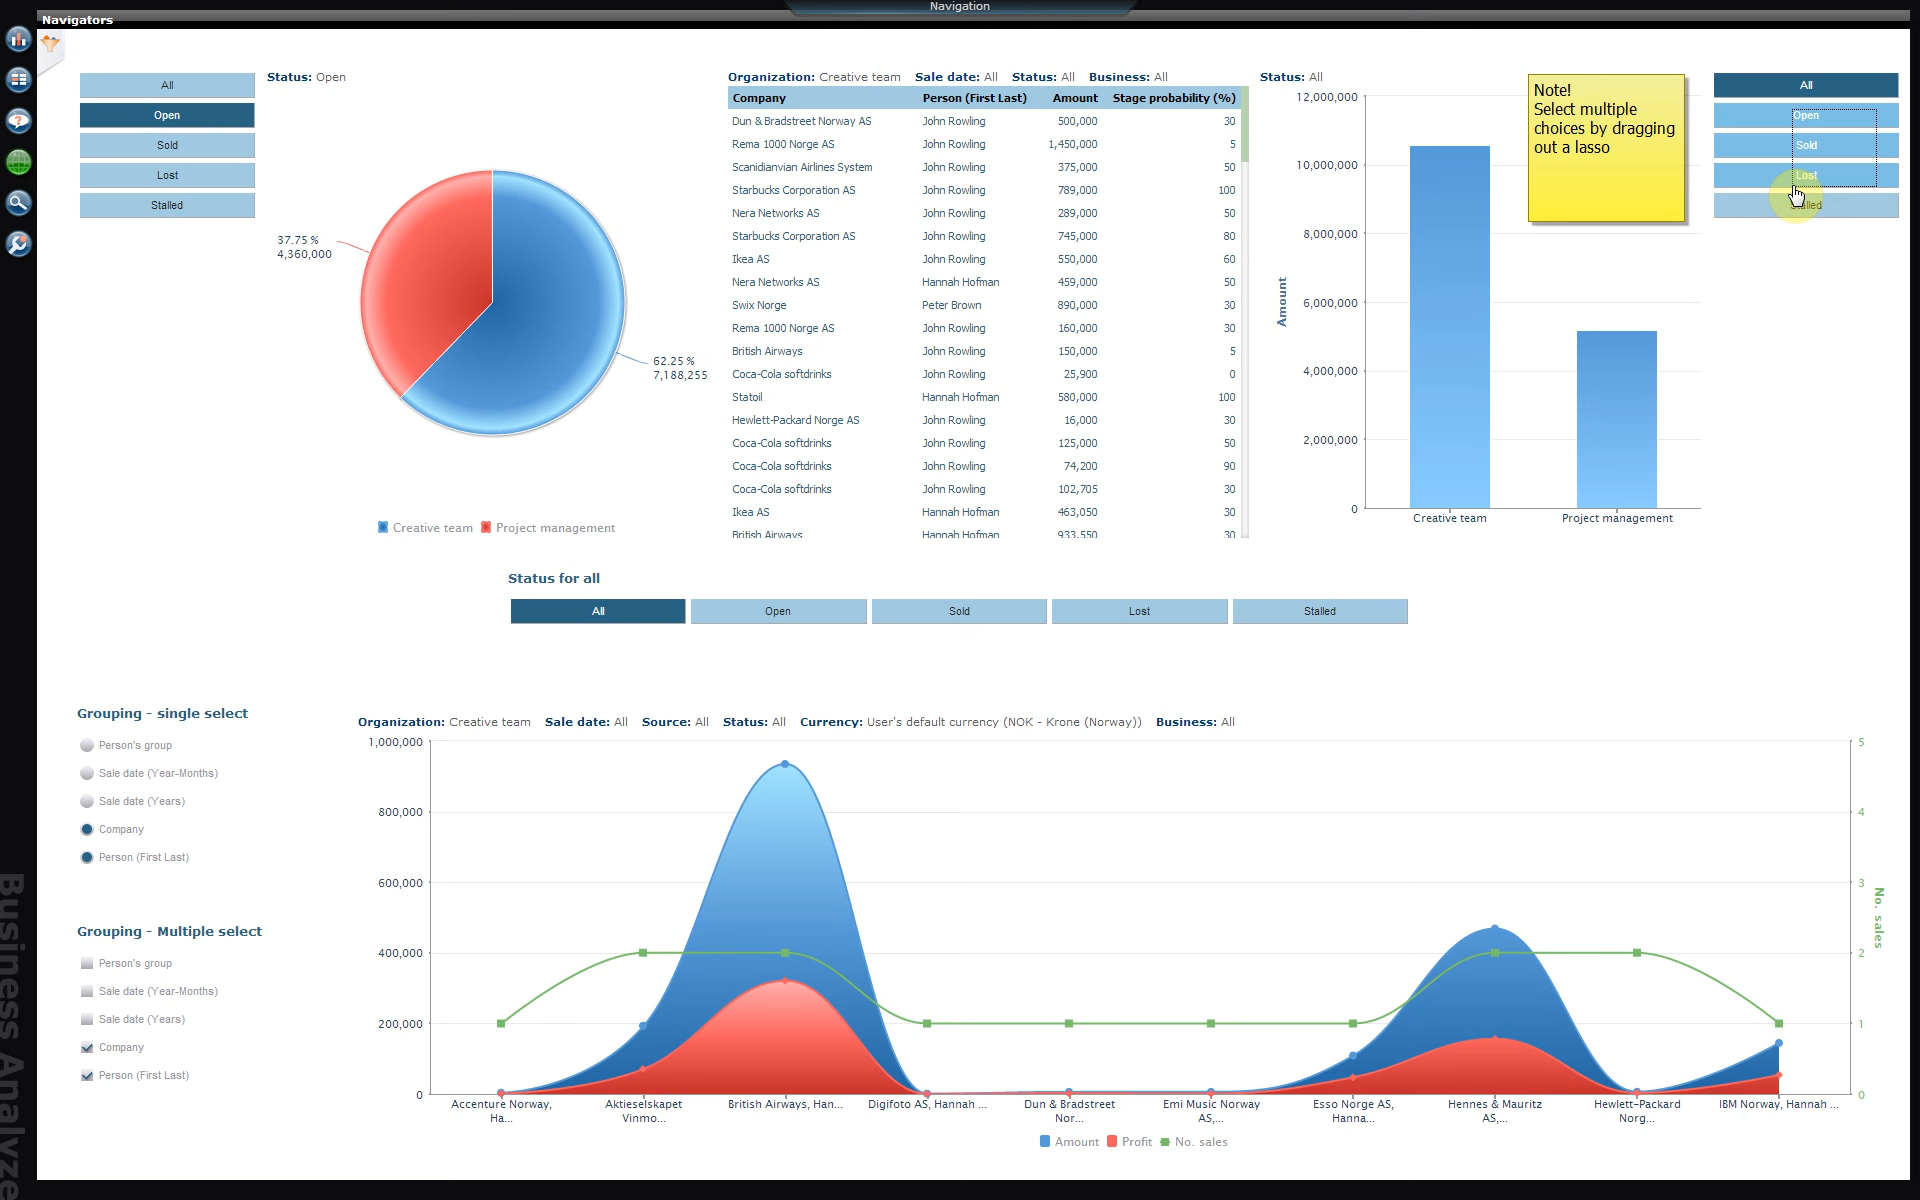 Navigation
Navigators
All
Open
Sold
Lost
Stalled
Status: Open
37.75 %
4,360,000
62.25 %
7,188,255
Creative team
Project management
Organization: Creative team Sale date: All Status: All Business: All
Company Person (First Last) Amount Stage probability (%)
Dun & Bradstreet Norway AS John Rowling 500,000 30
Rema 1000 Norge AS John Rowling 1,450,000 5
Scanidianvian Airlines System John Rowling 375,000 50
Starbucks Corporation AS John Rowling 789,000 100
Nera Networks AS John Rowling 289,000 50
Starbucks Corporation AS John Rowling 745,000 80
Ikea AS John Rowling 550,000 60
Nera Networks AS Hannah Hofman 459,000 50
Swix Norge Peter Brown 890,000 30
Rema 1000 Norge AS John Rowling 160,000 30
British Airways John Rowling 150,000 5
Coca-Cola softdrinks John Rowling 25,900 0
Statoil Hannah Hofman 580,000 100
Hewlett-Packard Norge AS John Rowling 16,000 30
Coca-Cola softdrinks John Rowling 125,000 50
Coca-Cola softdrinks John Rowling 74,200 90
Coca-Cola softdrinks John Rowling 102,705 30
Ikea AS Hannah Hofman 463,050 30
British Airways Hannah Hofman 933,550 30
Status: All
12,000,000
10,000,000
8,000,000
6,000,000
4,000,000
2,000,000
0
Amount
Creative team
Project management
Note!
Select multiple
choices by dragging
out a lasso
All
Open
Sold
Lost
Stalled
Status for all
All
Open
Sold
Lost
Stalled
Grouping - single select
Person's group
Sale date (Year-Months)
Sale date (Years)
Company
Person (First Last)
Grouping - Multiple select
Person's group
Sale date (Year-Months)
Sale date (Years)
Company
Person (First Last)
Organization: Creative team Sale date: All Source: All Status: All Currency: User's default currency (NOK - Krone (Norway)) Business: All
1,000,000
800,000
600,000
400,000
200,000
0
5
4
3
2
1
0
No. sales
Accenture Norway,
Ha...
Aktieselskapet
Vinmo...
British Airways, Han...
Digifoto AS, Hannah ...
Dun & Bradstreet
Nor...
Emi Music Norway
AS,...
Esso Norge AS,
Hanna...
Hennes & Mauritz
AS,...
Hewlett-Packard
Norg...
IBM Norway, Hannah ...
Amount
Profit
No. sales
Business Analyze